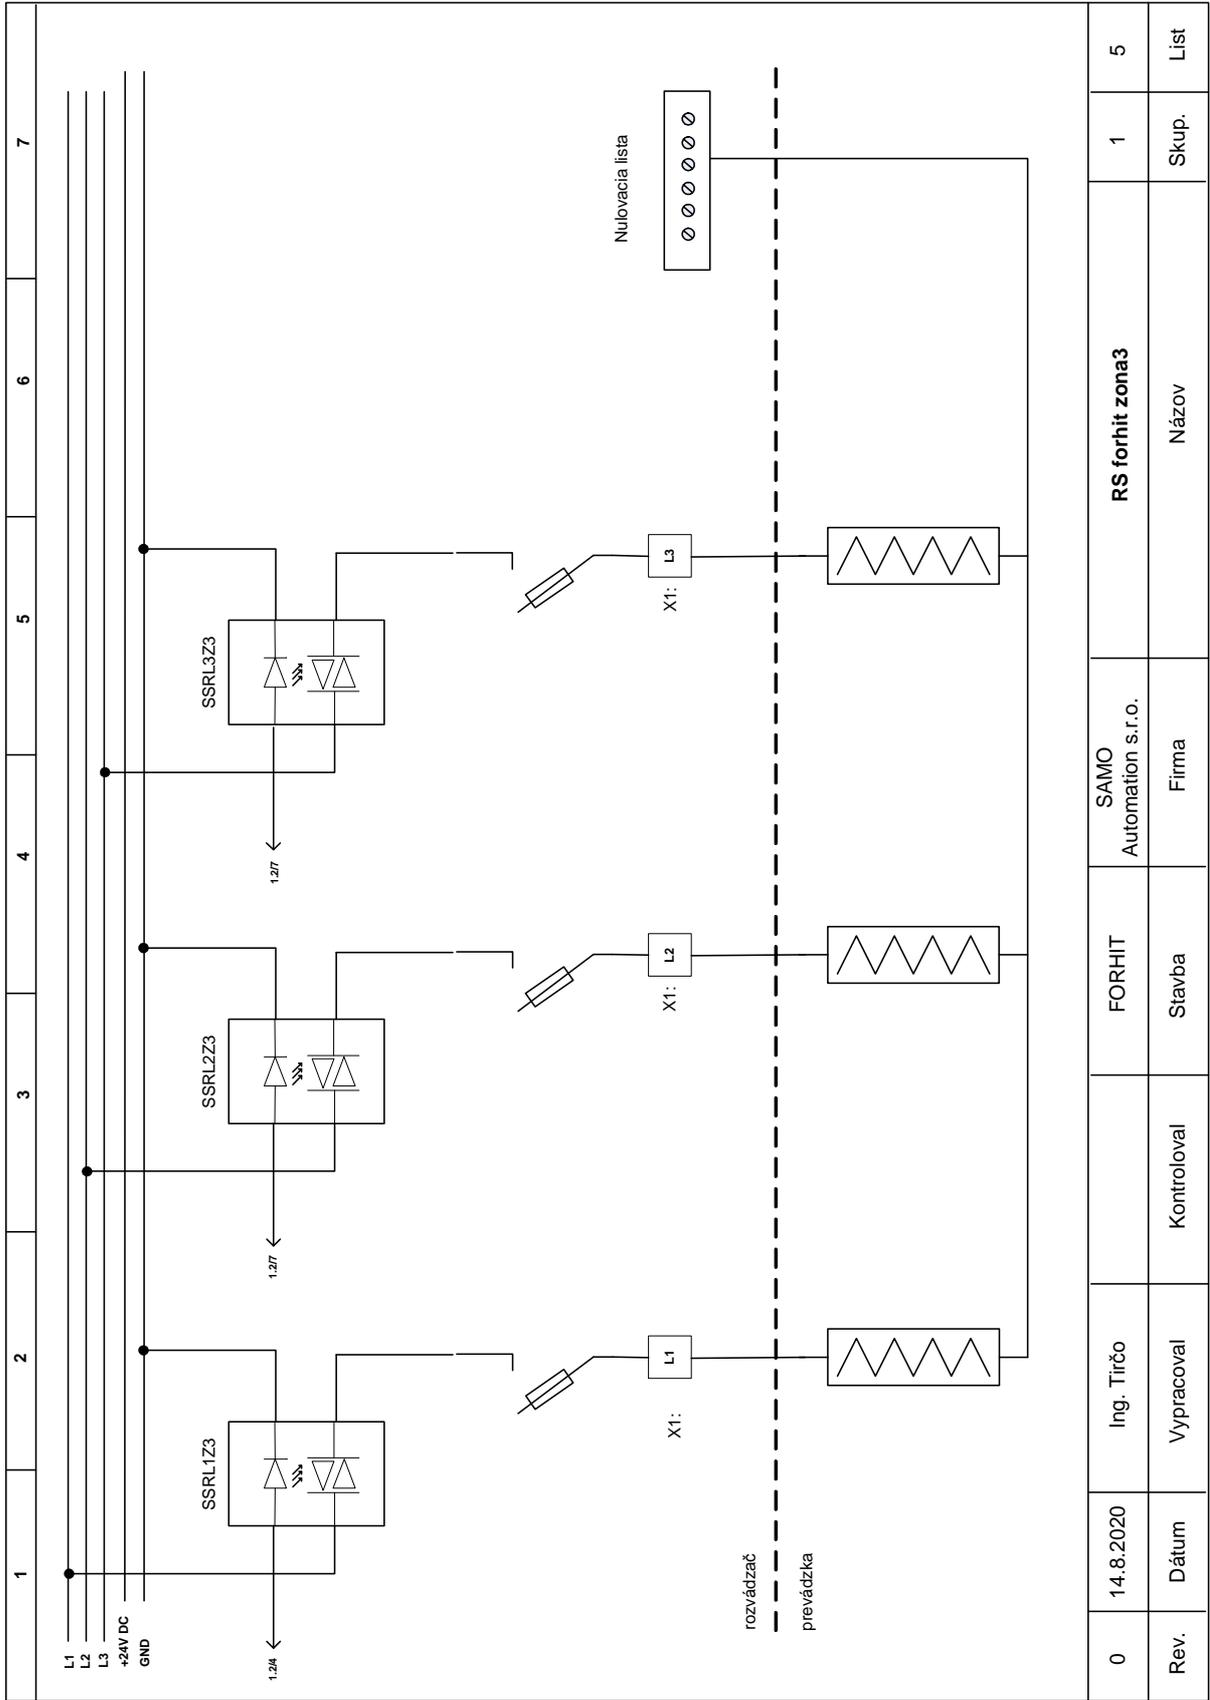 1 2 3 4 5 6 7
L1
L2
L3
+24V DC
GND
SSRL1Z3
SSRL2Z3
SSRL3Z3
1.2/4
1.2/7
1.2/7
Nulovacia lista
X1:
L1
X1:
L2
X1:
L3
rozvádzač
prevádzka
0
14.8.2020
Ing. Tirčo
FORHIT
SAMO
Automation s.r.o.
RS forhit zona3
1
5
Rev.
Dátum
Vypracoval
Kontroloval
Stavba
Firma
Názov
Skup.
List